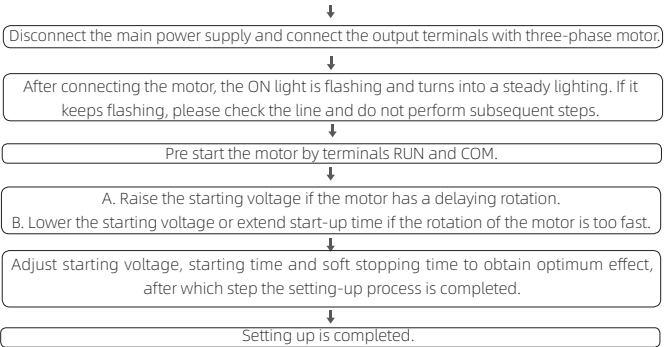 Disconnect the main power supply and connect the output terminals with three-phase motor.
After connecting the motor, the ON light is flashing and turns into a steady lighting. If it
keeps flashing, please check the line and do not perform subsequent steps.
Pre start the motor by terminals RUN and COM.
A. Raise the starting voltage if the motor has a delaying rotation.
B. Lower the starting voltage or extend start-up time if the rotation of the motor is too fast.
Adjust starting voltage, starting time and soft stopping time to obtain optimum effect,
after which step the setting-up process is completed.
Setting up is completed.